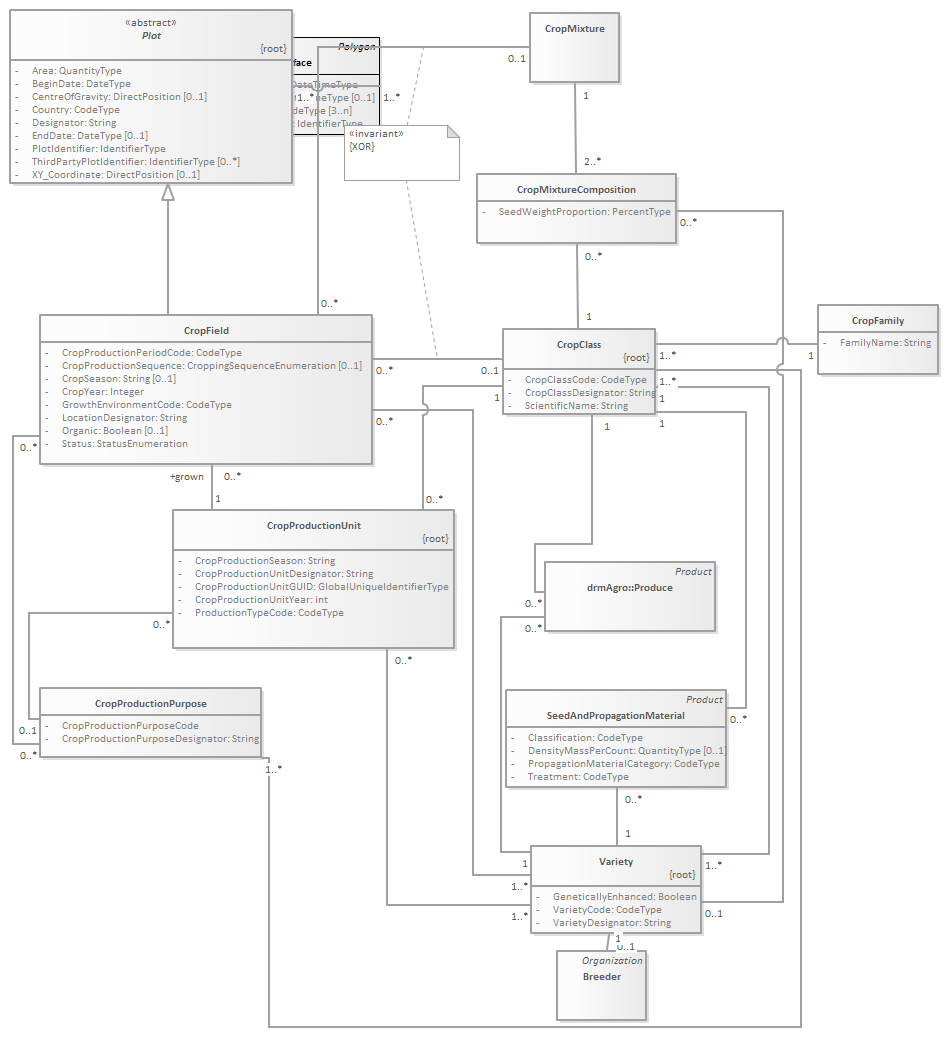 «abstract»
Plot
{root}
- Area: QuantityType
- BeginDate: DateType
- CentreOfGravity: DirectPosition [0..1]
- Country: CodeType
- Designator: String
- EndDate: DateType [0..1]
- PlotIdentifier: IdentifierType
- ThirdPartyPlotIdentifier: IdentifierType [0..*]
- XY_Coordinate: DirectPosition [0..1]
Polygon
face
DateTimeType
1..*
[0..1]
1..*
deType [3..n]
IdentifierType
«invariant»
{XOR}
CropMixture
0..1
1
2..*
CropMixtureComposition
- SeedWeightProportion: PercentType
0..*
0..*
1
0..*
CropField
- CropProductionPeriodCode: CodeType
- CropProductionSequence: CroppingSequenceEnumeration [0..1]
- CropSeason: String [0..1]
- CropYear: Integer
- GrowthEnvironmentCode: CodeType
- LocationDesignator: String
- Organic: Boolean [0..1]
- Status: StatusEnumeration
0..*
0..*
0..*
+grown
0..*
1
0..1
1
CropClass
{root}
- CropClassCode: CodeType
- CropClassDesignator: String
- ScientificName: String
1..*
1..*
1
1
1
1
CropFamily
- FamilyName: String
0..*
CropProductionUnit
{root}
- CropProductionSeason: String
- CropProductionUnitDesignator: String
- CropProductionUnitGUID: GlobalUniqueIdentifierType
- CropProductionUnitYear: int
- ProductionTypeCode: CodeType
0..*
0..*
Product
drmAgro::Produce
0..*
0..*
CropProductionPurpose
- CropProductionPurposeCode
- CropProductionPurposeDesignator: String
0..1
0..*
1..*
Product
SeedAndPropagationMaterial
- Classification: CodeType
- DensityMassPerCount: QuantityType [0..1]
- PropagationMaterialCategory: CodeType
- Treatment: CodeType
0..*
0..*
1
Variety
{root}
- GeneticallyEnhanced: Boolean
- VarietyCode: CodeType
- VarietyDesignator: String
1
1..*
1..*
1..*
0..1
1
0..1
Organization
Breeder